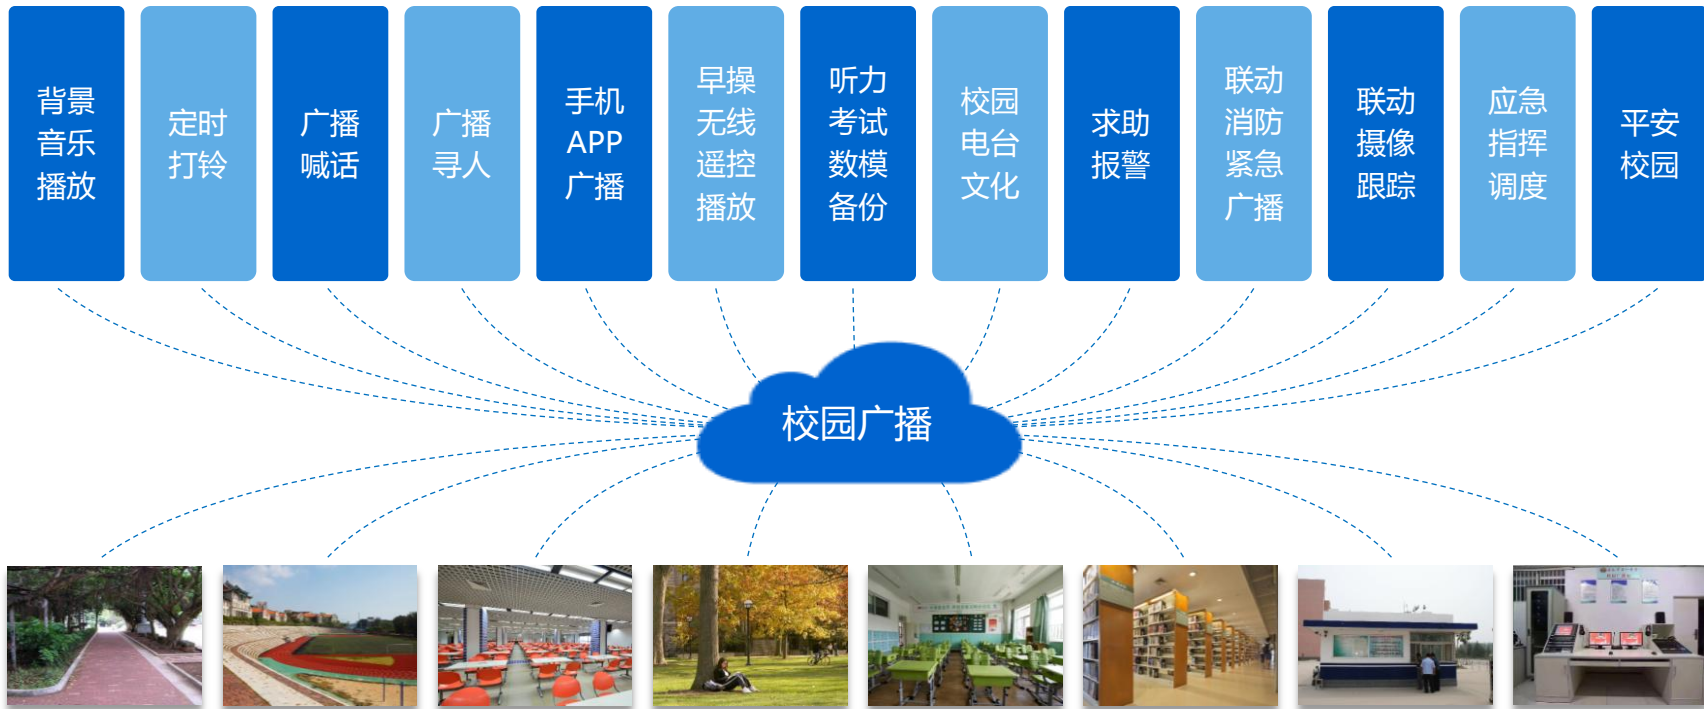 背景
音乐
播放
定时
打铃
广播
喊话
广播
寻人
手机
APP
广播
早操
无线
遥控
播放
听力
考试
数模
备份
校园
电台
文化
求助
报警
联动
消防
紧急
广播
联动
摄像
跟踪
应急
指挥
调度
平安
校园
校园广播